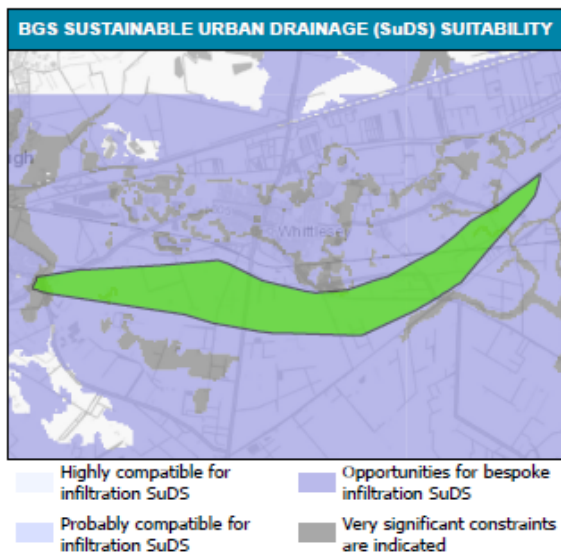 BGS SUSTAINABLE URBAN DRAINAGE (SuDS) SUITABILITY
Whittlesey
Highly compatible for
infiltration SuDS
Probably compatible for
infiltration SuDS
Opportunities for bespoke
infiltration SuDS
Very significant constraints
are indicated